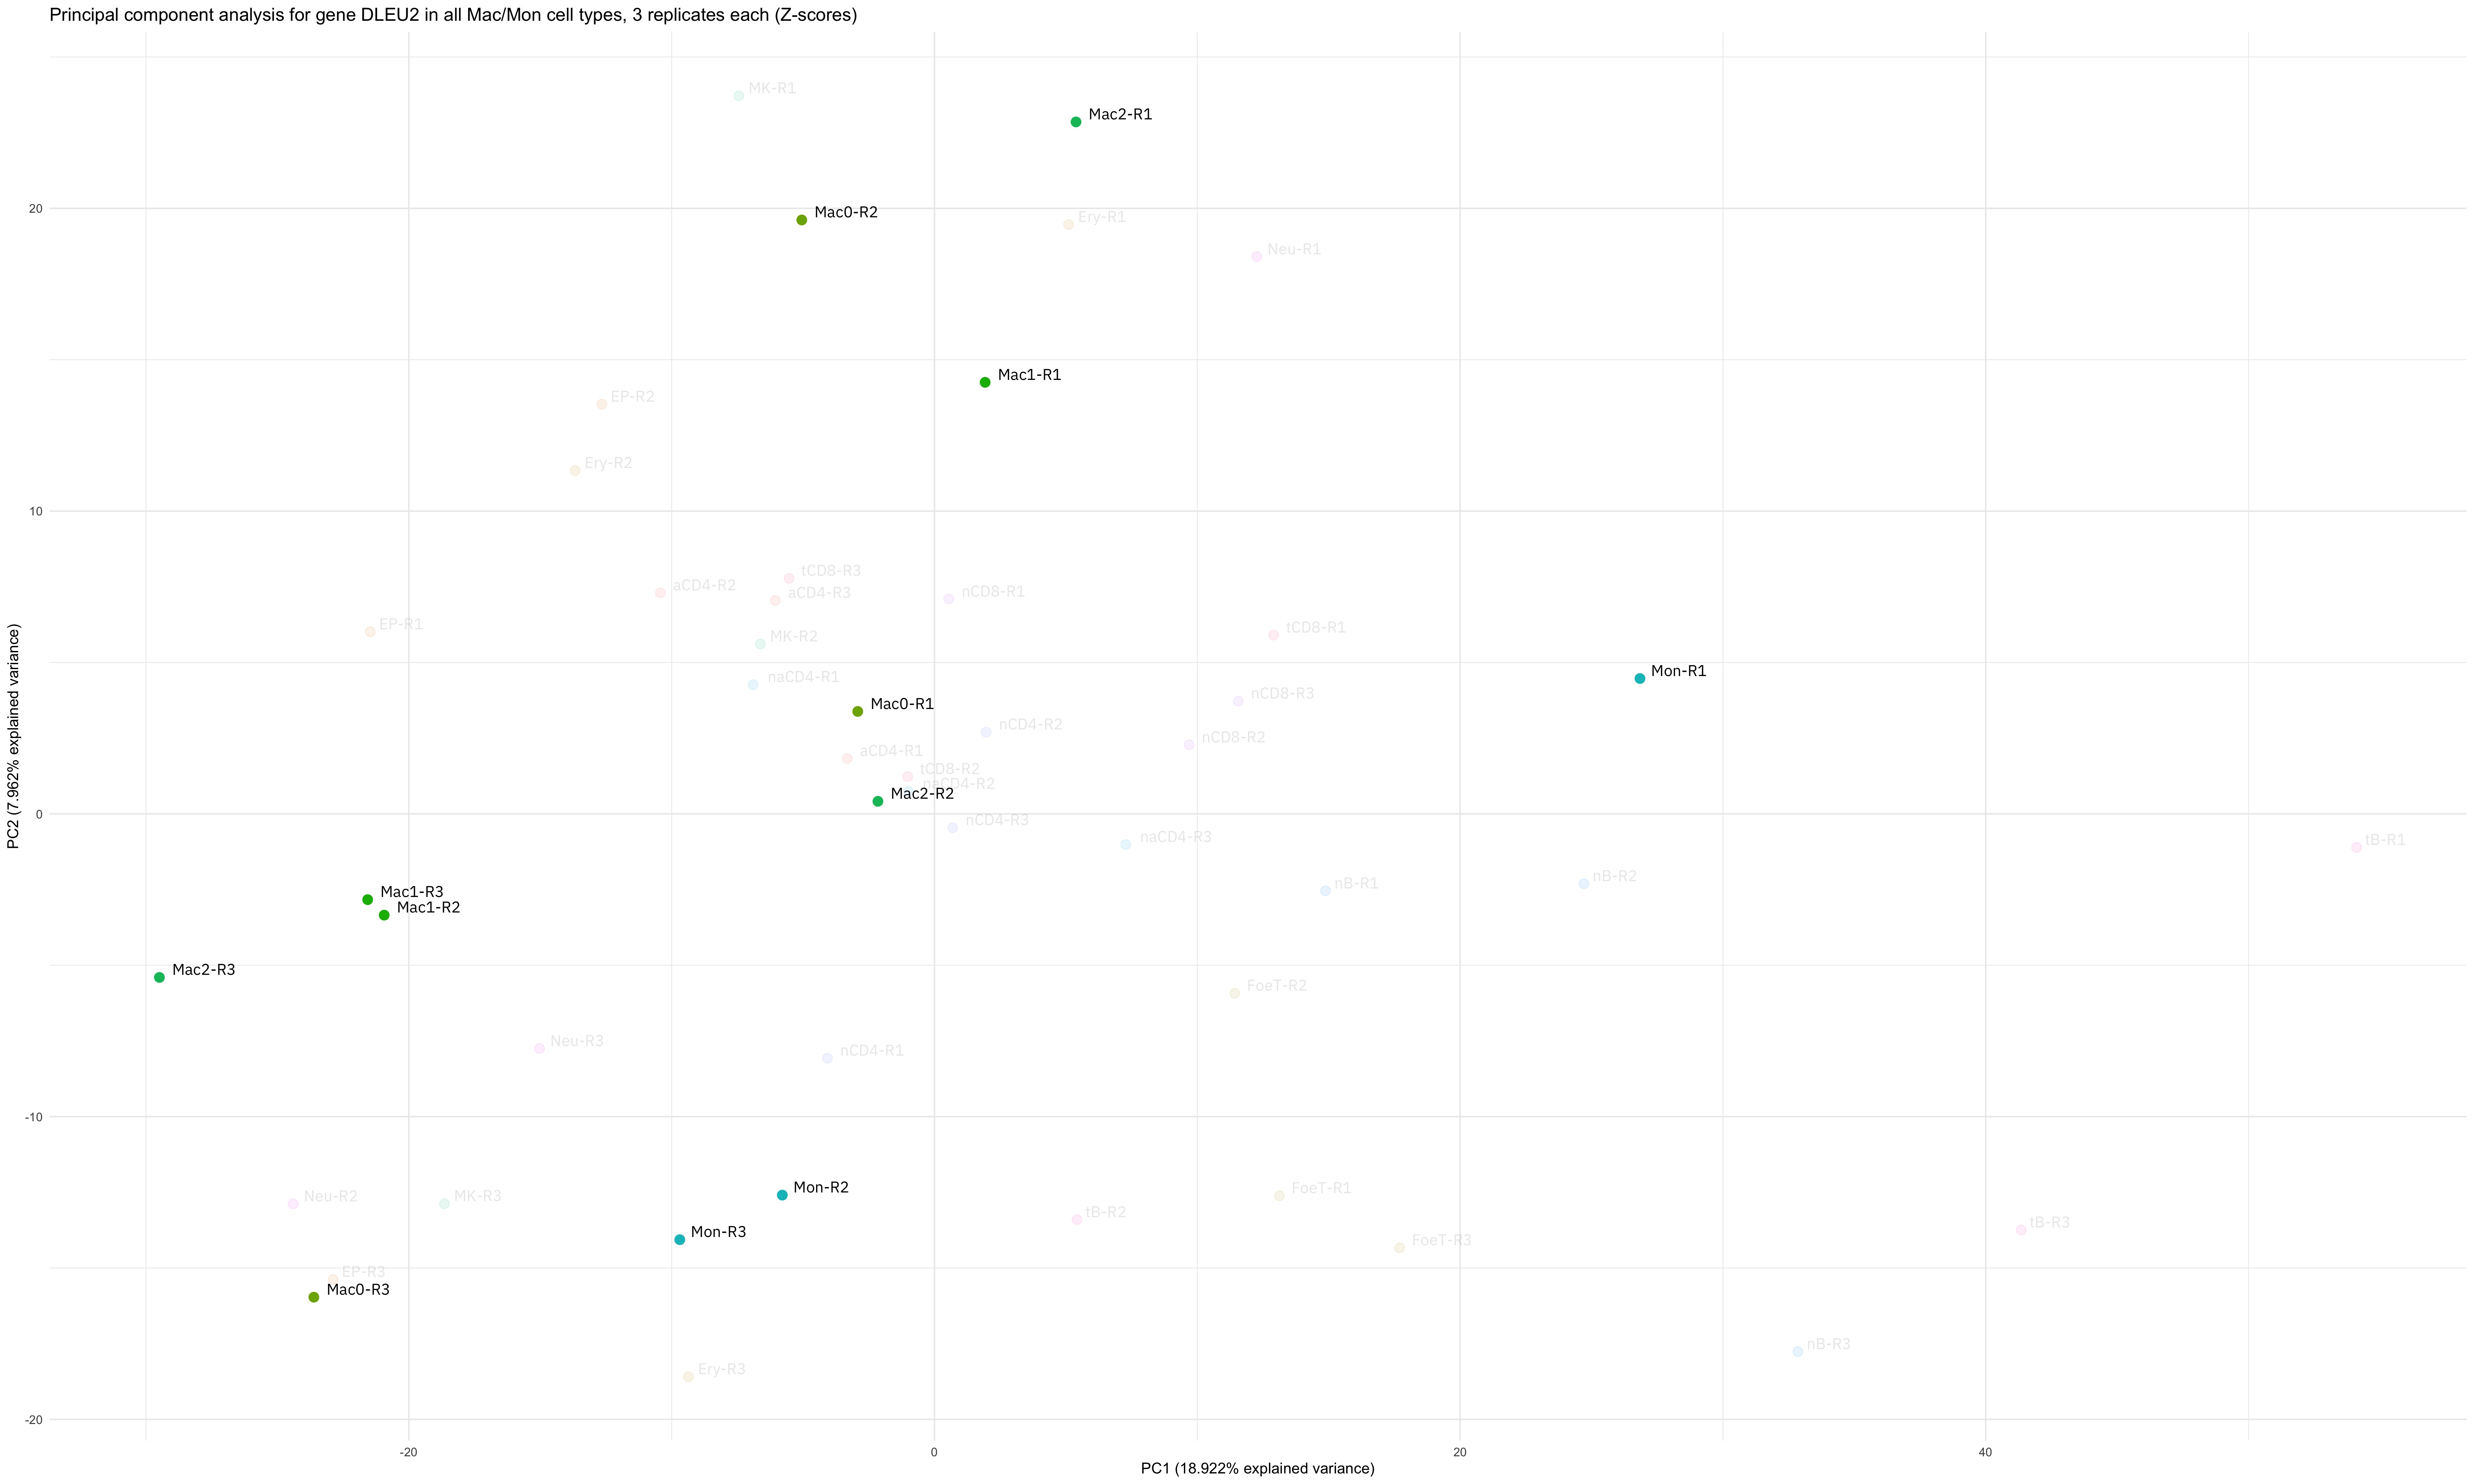 Principal component analysis for gene DLEU2 in all Mac/Mon cell types, 3 replicates each (Z-scores)
MK-R1
Mac2-R1
Mac0-R2
Ery-R1
20
Neu-R1
Mac1-R1
EP-R2
Ery-R2
10
tCD8-R3
aCD4-R2
aCD4-R3
nCD8-R1
EP-R1
tCD8-R1
MK-R2
naCD4-R1
Mon-R1
nCD8-R3
Mac0-R1
nCD4-R2
nCD8-R2
aCD4-R1
tCD8-R2
naCD4-R2
Mac2-R2
0
nCD4-R3
naCD4-R3
tB-R1
nB-R2
nB-R1
Mac1-R3
Mac1-R2
Mac2-R3
FoeT-R2
Neu-R3
nCD4-R1
-10
Mon-R2
FoeT-R1
Neu-R2
MK-R3
tB-R2
tB-R3
Mon-R3
FoeT-R3
EP-R3
Mac0-R3
nB-R3
Ery-R3
-20
-20
0
20
40
PC1 (18.922% explained variance)
PC2 (7.962% explained variance)